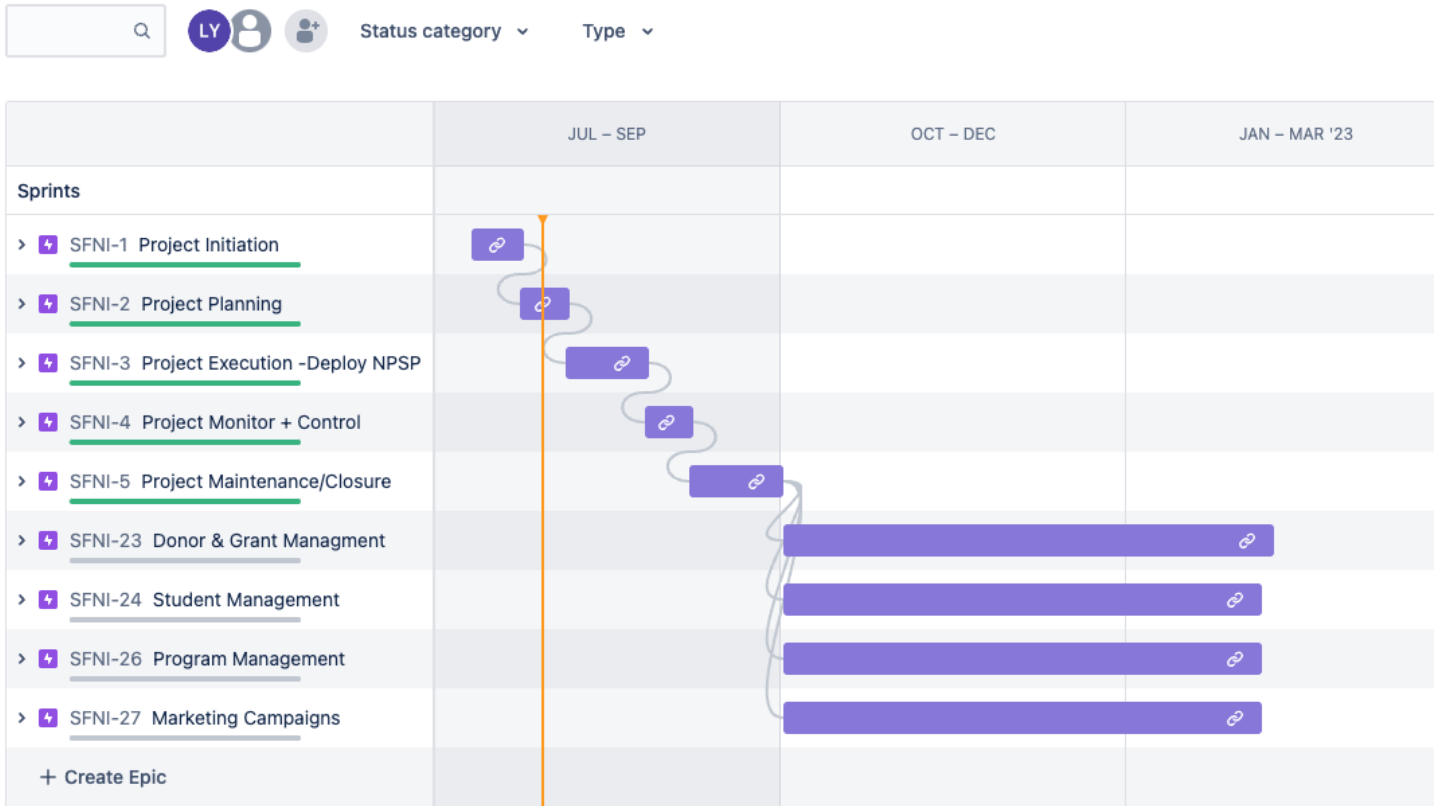 LY Status category Type
JUL – SEP OCT – DEC JAN – MAR '23
Sprints
SFNI-1 Project Initiation
SFNI-2 Project Planning
SFNI-3 Project Execution -Deploy NPSP
SFNI-4 Project Monitor + Control
SFNI-5 Project Maintenance/Closure
SFNI-23 Donor & Grant Managment
SFNI-24 Student Management
SFNI-26 Program Management
SFNI-27 Marketing Campaigns
+ Create Epic